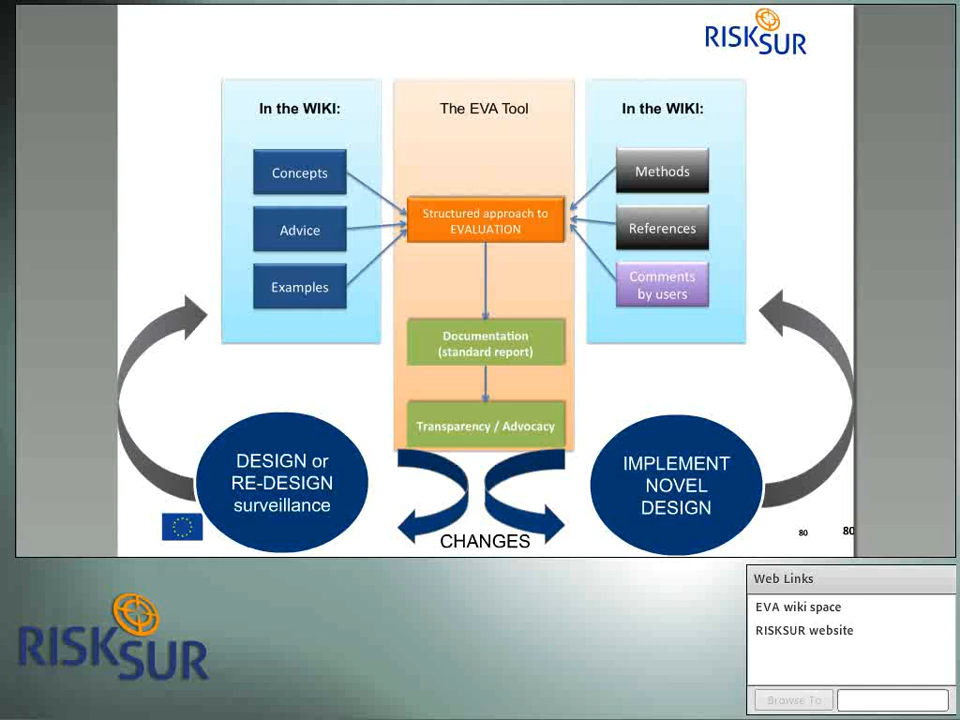 RISKSUR
In the WIKI:
Concepts
Advice
Examples
The EVA Tool
Structured approach to
EVALUATION
Documentation
(standard report)
Transparency / Advocacy
In the WIKI:
Methods
References
Comments
by users
DESIGN or
RE-DESIGN
surveillance
IMPLEMENT
NOVEL
DESIGN
CHANGES
80
80
RISKSUR
Web Links
EVA wiki space
RISKSUR website
Browse To